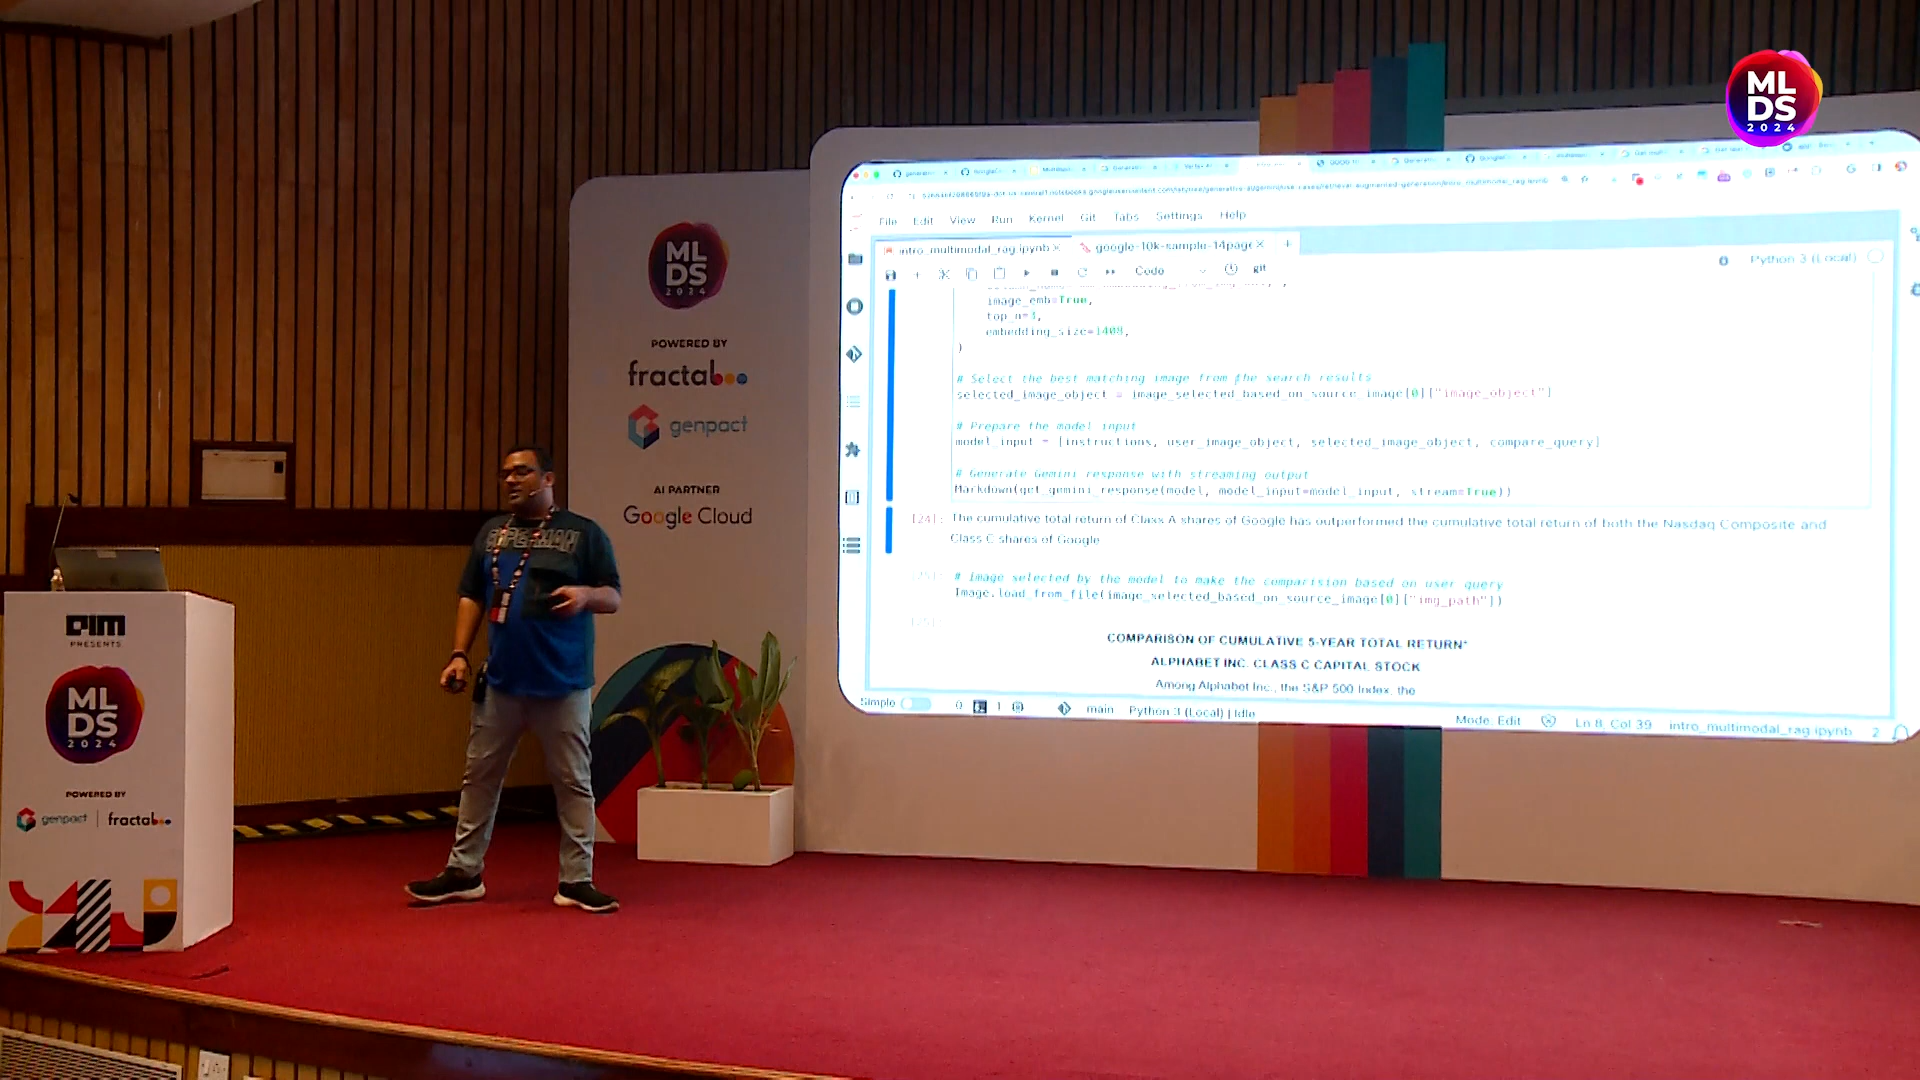 ML
DS
2024
ML
DS
2024
POWERED BY
fractal
genpact
AI PARTNER
Google Cloud
SUPERMAN
AIM
PRESENTS
ML
DS
2024
POWERED BY
genpact | fractal
File Edit View Run Kernel Git Tabs Settings Help
intro_multimodal_rag.ipynb
google-10k-sample-14page
Code
git
Python 3 (Local)
image_emb=True,
top_n=3,
embedding_size=1408,
)
# Select the best matching image from the search results
selected_image_object = image_selected_based_on_source_image[0]["image_object"]
# Prepare the model input
model_input = [instructions, user_image_object, selected_image_object, compare_query]
# Generate Gemini response with streaming output
Markdown(get_gemini_response(model, model_input=model_input, stream=True))
[24]: The cumulative total return of Class A shares of Google has outperformed the cumulative total return of both the Nasdaq Composite and
Class C shares of Google
[25]: # Image selected by the model to make the comparision based on user query
Image.load_from_file(image_selected_based_on_source_image[0]["img_path"])
[25]:
COMPARISON OF CUMULATIVE 5-YEAR TOTAL RETURN*
ALPHABET INC. CLASS C CAPITAL STOCK
Among Alphabet Inc., the S&P 500 Index, the
Simple 0 1 main Python 3 (Local) | Idle Mode: Edit Ln 8, Col 39 intro_multimodal_rag.ipynb 2